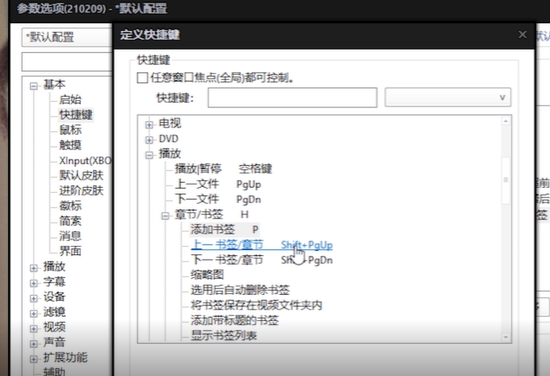 参数选项(210209) - *默认配置
定义快捷键
*默认配置
基本
启始
快捷键
鼠标
触摸
XInput(XBO
默认皮肤
进阶皮肤
徽标
简素
消息
界面
播放
字幕
设备
滤镜
视频
声音
扩展功能
辅助
快捷键
任意窗口焦点(全局)都可控制。
快捷键：
电视
DVD
播放
播放|暂停 空格键
上一文件 PgUp
下一文件 PgDn
章节/书签 H
添加书签 P
上一书签/章节 Shift+PgUp
下一书签/章节 PgDn
缩略图
选用后自动删除书签
将书签保存在视频文件夹内
添加带标题的书签
显示书签列表